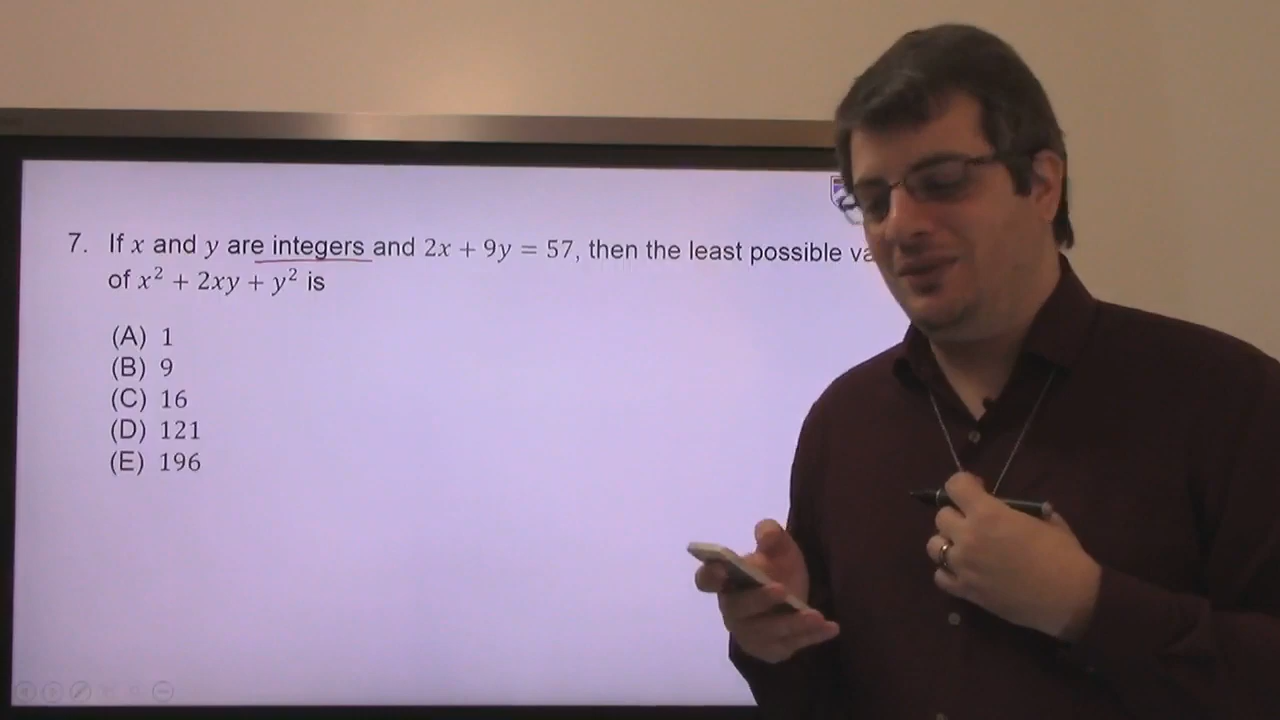 7. If x and y are integers and 2x + 9y = 57, then the least possible
of x² + 2xy + y² is
(A) 1
(B) 9
(C) 16
(D) 121
(E) 196